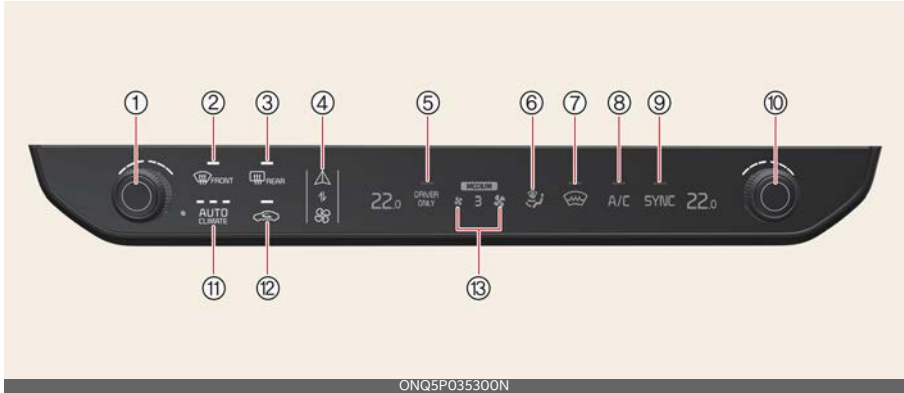 ① ② ③ ④ ⑤ ⑥ ⑦ ⑧ ⑨ ⑩
FRONT REAR
22.0 DRIVER ONLY MEDIUM 3 A/C SYNC 22.0
AUTO
CLIMATE
⑪ ⑫ ⑬
ONQ5P035300N